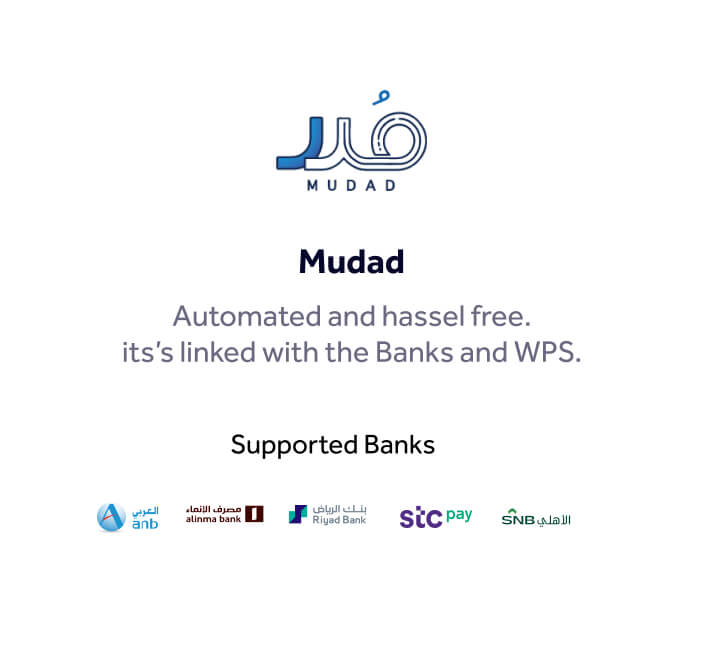 مُدد
MUDAD
Mudad
Automated and hassel free.
its's linked with the Banks and WPS.
Supported Banks
العربي
anb
مصرف الإنماء
alinma bank
بنك الرياض
Riyad Bank
stc pay
SNB الأهلي